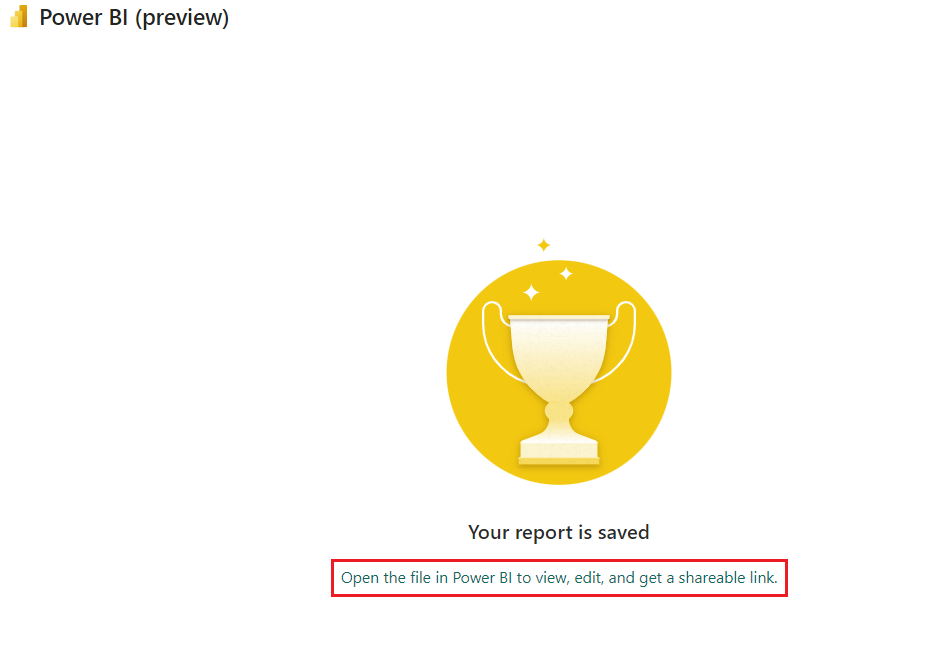 Power BI (preview)
Your report is saved
Open the file in Power BI to view, edit, and get a shareable link.